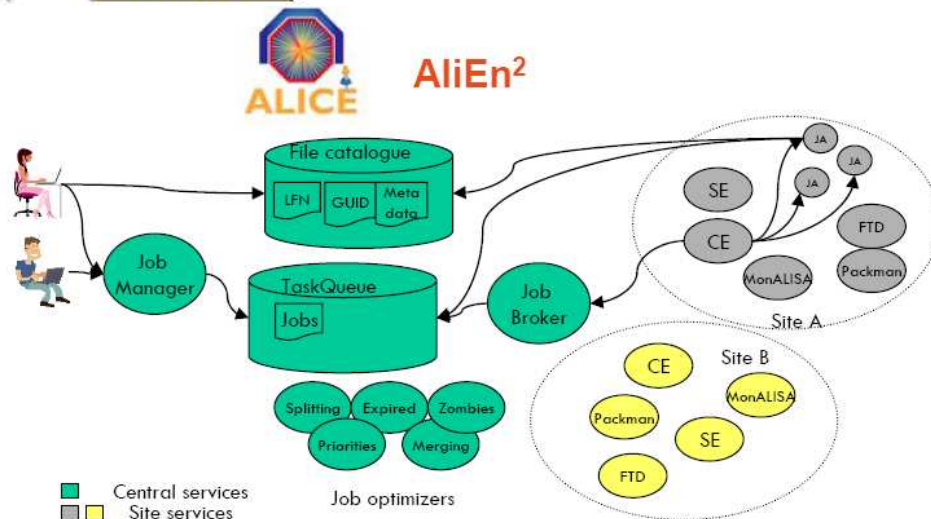 ALICE
AliEn²
File catalogue
LFN
GUID
Meta
data
Job
Manager
TaskQueue
Jobs
Job
Broker
JA
JA
JA
SE
CE
FTD
MonALISA
Packman
Site A
Site B
CE
MonALISA
Packman
SE
FTD
Splitting
Expired
Zombies
Priorities
Merging
Job optimizers
Central services
Site services